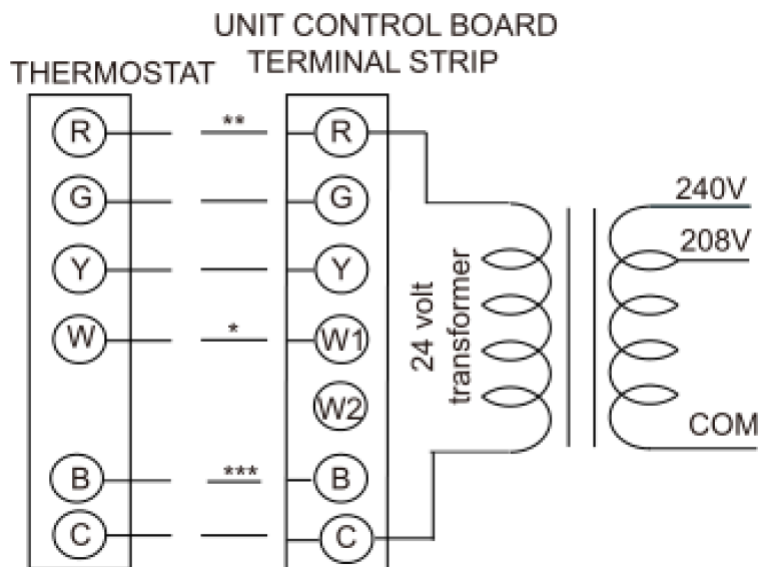 UNIT CONTROL BOARD
TERMINAL STRIP
THERMOSTAT
R ** R
G G
Y Y
W * W1
W2
B *** B
C C
24 volt
transformer
240V
208V
COM